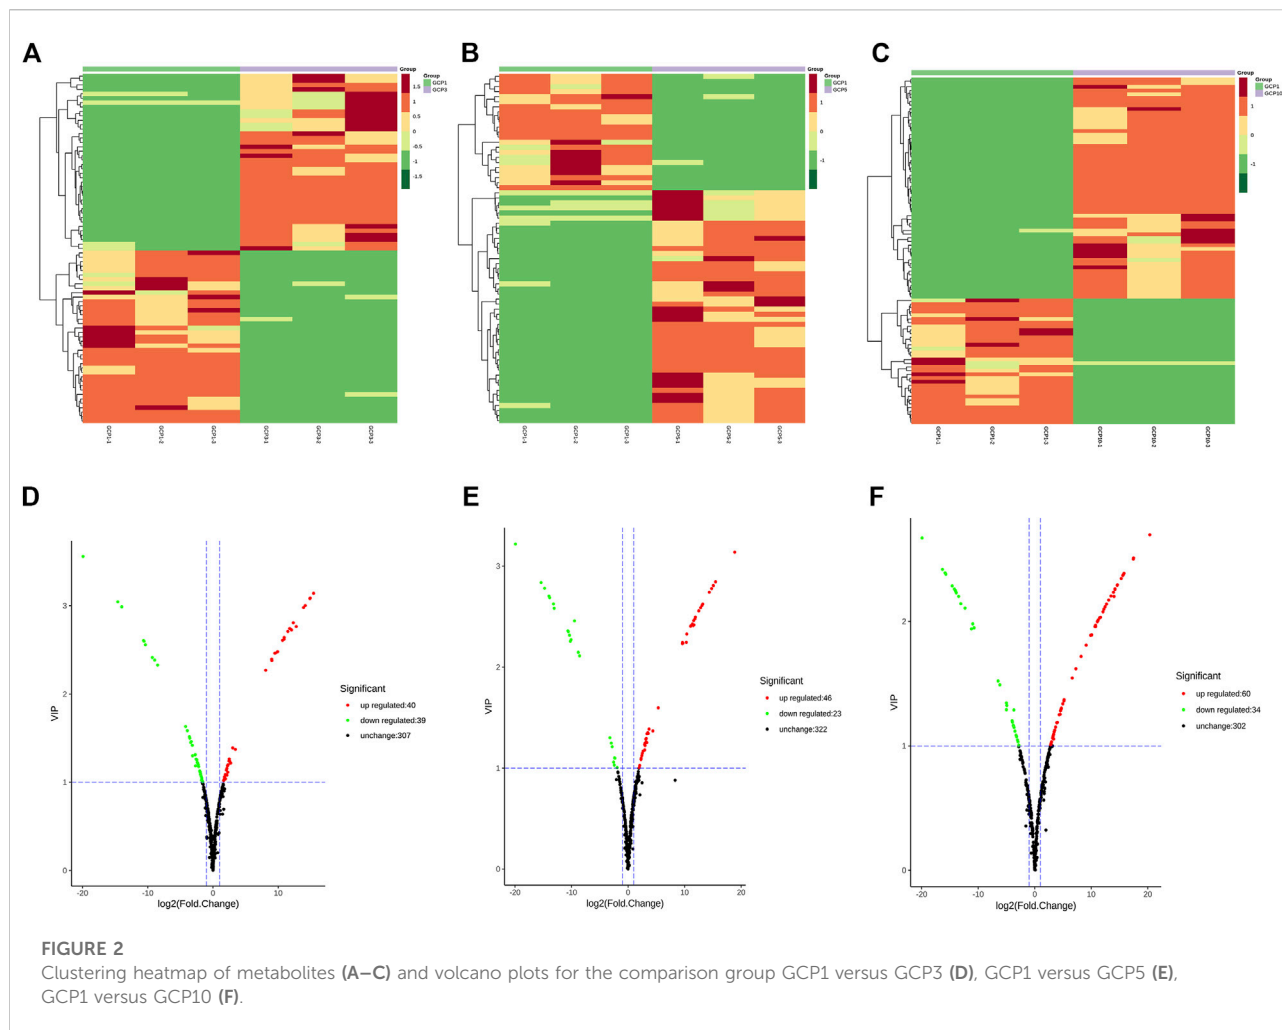 A
B
C
Group
Group
GCP1
GCP3
1.5
1
0.5
0
-0.5
-1
-1.5
Group
Group
GCP1
GCP5
1
0
-1
Group
Group
GCP1
GCP10
1
0
-1
GCP1-1
GCP1-2
GCP1-3
GCP3-1
GCP3-2
GCP3-3
GCP1-1
GCP1-2
GCP1-3
GCP5-1
GCP5-2
GCP5-3
GCP1-1
GCP1-2
GCP1-3
GCP10-1
GCP10-2
GCP10-3
D
VIP
3
2
1
0
-20
-10
0
10
log2(Fold.Change)
Significant
up regulated:40
down regulated:39
unchange:307
E
VIP
3
2
1
0
-20
-10
0
10
20
log2(Fold.Change)
Significant
up regulated:46
down regulated:23
unchange:322
F
VIP
2
1
0
-20
-10
0
10
20
log2(Fold.Change)
Significant
up regulated:60
down regulated:34
unchange:302
FIGURE 2
Clustering heatmap of metabolites (A–C) and volcano plots for the comparison group GCP1 versus GCP3 (D), GCP1 versus GCP5 (E),
GCP1 versus GCP10 (F).